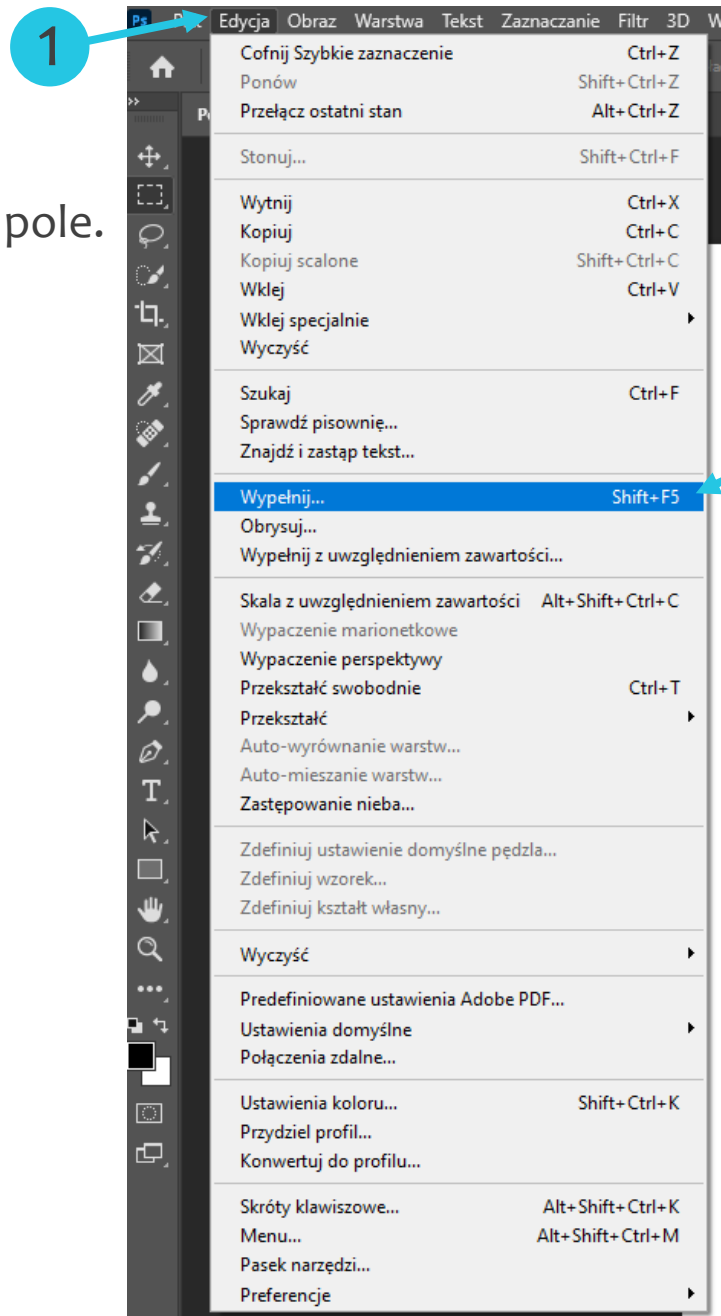 1
Ps Edycja Obraz Warstwa Tekst Zaznaczanie Filtr 3D
Cofnij Szybkie zaznaczenie Ctrl+Z
Ponów Shift+Ctrl+Z
Przełącz ostatni stan Alt+Ctrl+Z
Stonuj... Shift+Ctrl+F
pole.
Wytnij Ctrl+X
Kopiuj Ctrl+C
Kopiuj scalone Shift+Ctrl+C
Wklej Ctrl+V
Wklej specjalnie
Wyczyść
Szukaj Ctrl+F
Sprawdź pisownię...
Znajdź i zastąp tekst...
Wypełnij... Shift+F5
Obrysuj...
Wypełnij z uwzględnieniem zawartości...
Skala z uwzględnieniem zawartości Alt+Shift+Ctrl+C
Wypaczenie marionetkowe
Wypaczenie perspektywy
Przekształć swobodnie Ctrl+T
Przekształć
Auto-wyrównanie warstw...
Auto-mieszanie warstw...
Zastępowanie nieba...
Zdefiniuj ustawienie domyślne pędzla...
Zdefiniuj wzorek...
Zdefiniuj kształt własny...
Wyczyść
Predefiniowane ustawienia Adobe PDF...
Ustawienia domyślne
Połączenia zdalne...
Ustawienia koloru... Shift+Ctrl+K
Przydziel profil...
Konwertuj do profilu...
Skróty klawiszowe... Alt+Shift+Ctrl+K
Menu... Alt+Shift+Ctrl+M
Pasek narzędzi...
Preferencje